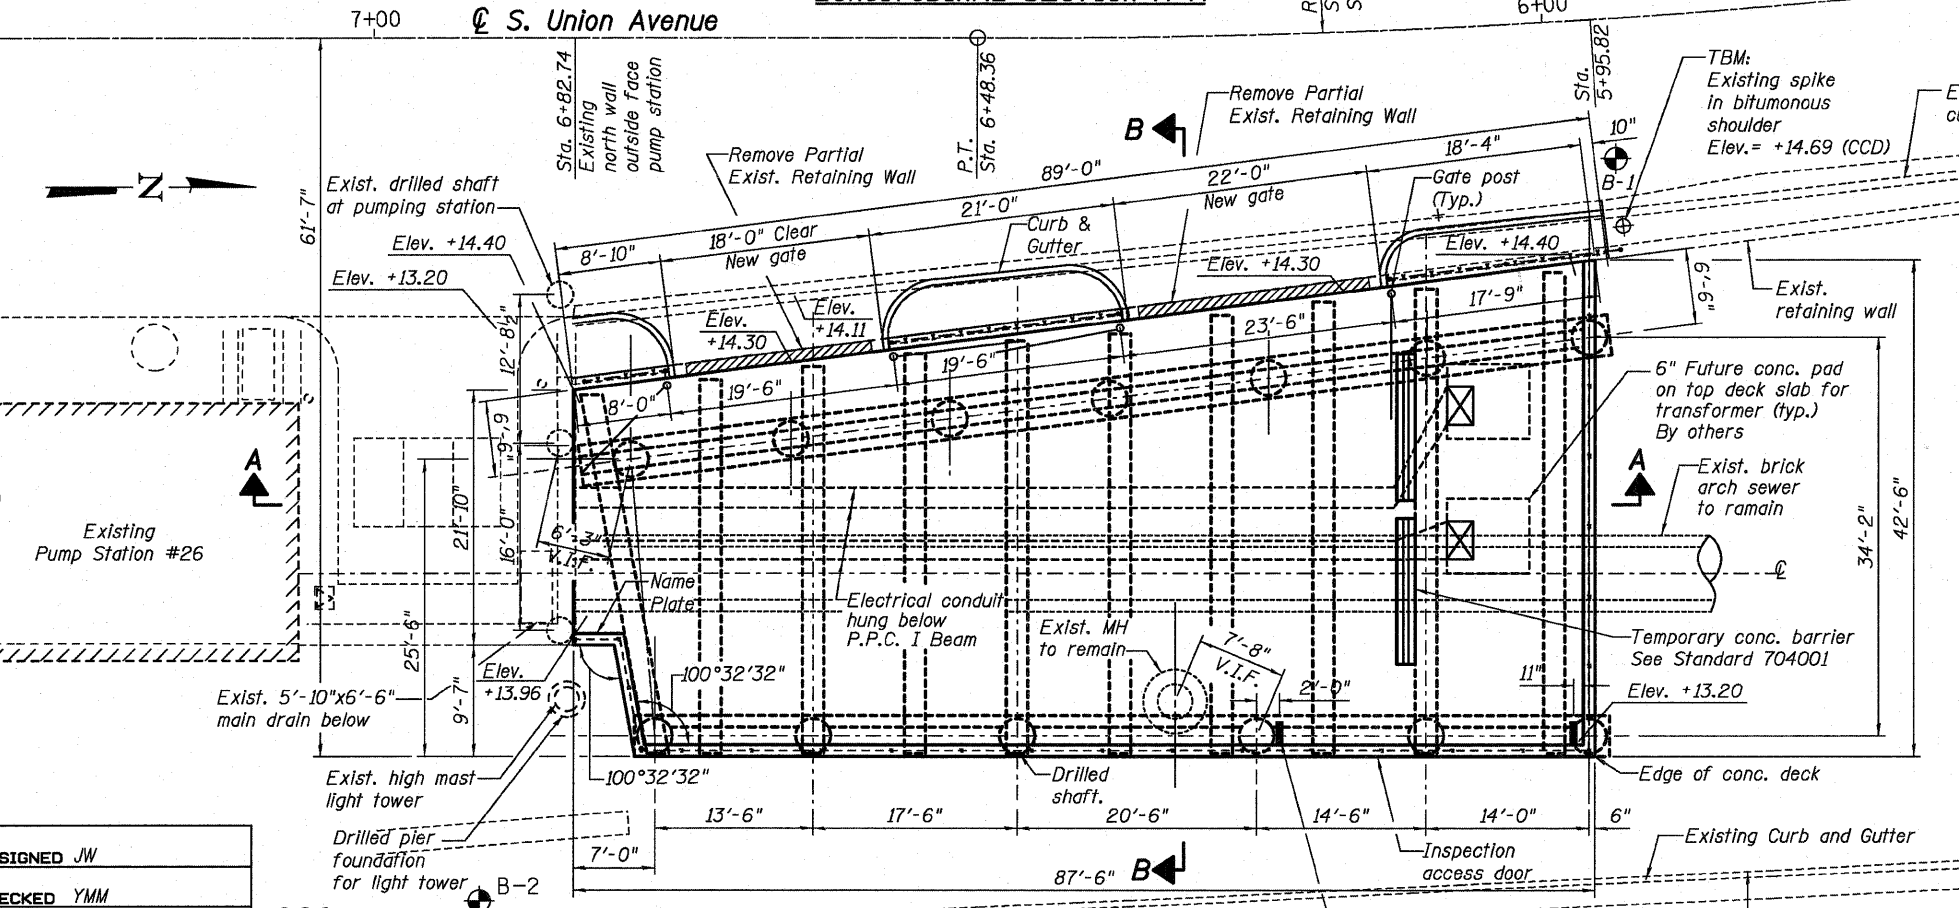 7+00
℄ S. Union Avenue
6+00
Sta. 6+82.74
Existing
north wall
outside face
pump station
P.T.
Sta. 6+48.36
Sta.
5+95.82
TBM:
Existing spike
in bitumonous
shoulder
Elev.= +14.69 (CCD)
Remove Partial
Exist. Retaining Wall
B
10"
B-1
18'-4"
Remove Partial
Exist. Retaining Wall
89'-0"
22'-0"
New gate
Gate post
(Typ.)
N
61'-7"
Exist. drilled shaft
at pumping station
21'-0"
18'-0" Clear
New gate
8'-10"
Curb &
Gutter
Elev. +14.40
Elev. +13.20
Elev. +14.40
Elev. +14.30
Elev.
+14.11
Elev.
+14.30
9'-9"
Exist.
retaining wall
12'-8½"
17'-9"
23'-6"
19'-6"
19'-6"
8'-0"
9'-9"
6" Future conc. pad
on top deck slab for
transformer (typ.)
By others
A
A
Exist. brick
arch sewer
to ramain
Existing
Pump Station #26
21'-10"
16'-0"
6'-3"
V.I.F.
34'-2"
42'-6"
℄
Name
Plate
Electrical conduit
hung below
P.P.C. I Beam
Exist. MH
to remain
7'-8"
V.I.F.
Temporary conc. barrier
See Standard 704001
25'-6"
Elev.
+13.96
100°32'32"
2'-0"
11"
Elev. +13.20
Exist. 5'-10"x6'-6"
main drain below
9'-7"
Exist. high mast
light tower
100°32'32"
Drilled
shaft.
Edge of conc. deck
13'-6"
17'-6"
20'-6"
14'-6"
14'-0"
6"
Drilled pier
foundation
for light tower
7'-0"
Existing Curb and Gutter
Inspection
access door
87'-6"
B
B-2
SIGNED JW
ECKED YMM